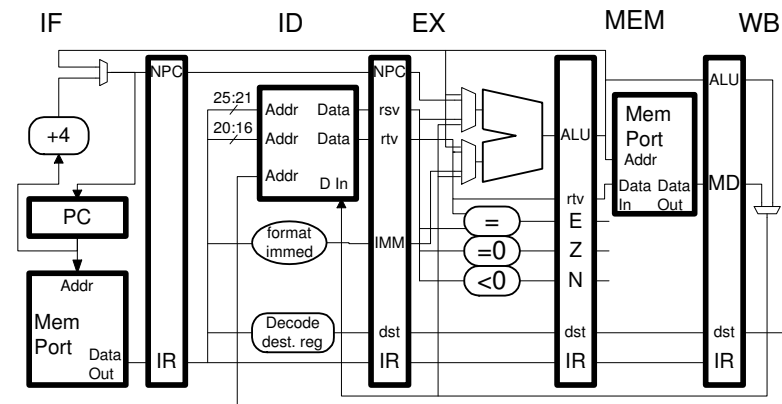 IF ID EX MEM WB
NPC
NPC
ALU
25:21
Addr Data
rsv
20:16
Addr Data
rtv
+4
ALU
Mem
Port
Addr
Addr
D In
rtv
Data
In
Data
Out
MD
PC
=
E
format
immed
IMM
=0
Z
<0
N
Addr
Mem
Port
Data
Out
Decode
dest. reg
dst
dst
dst
IR
IR
IR
IR